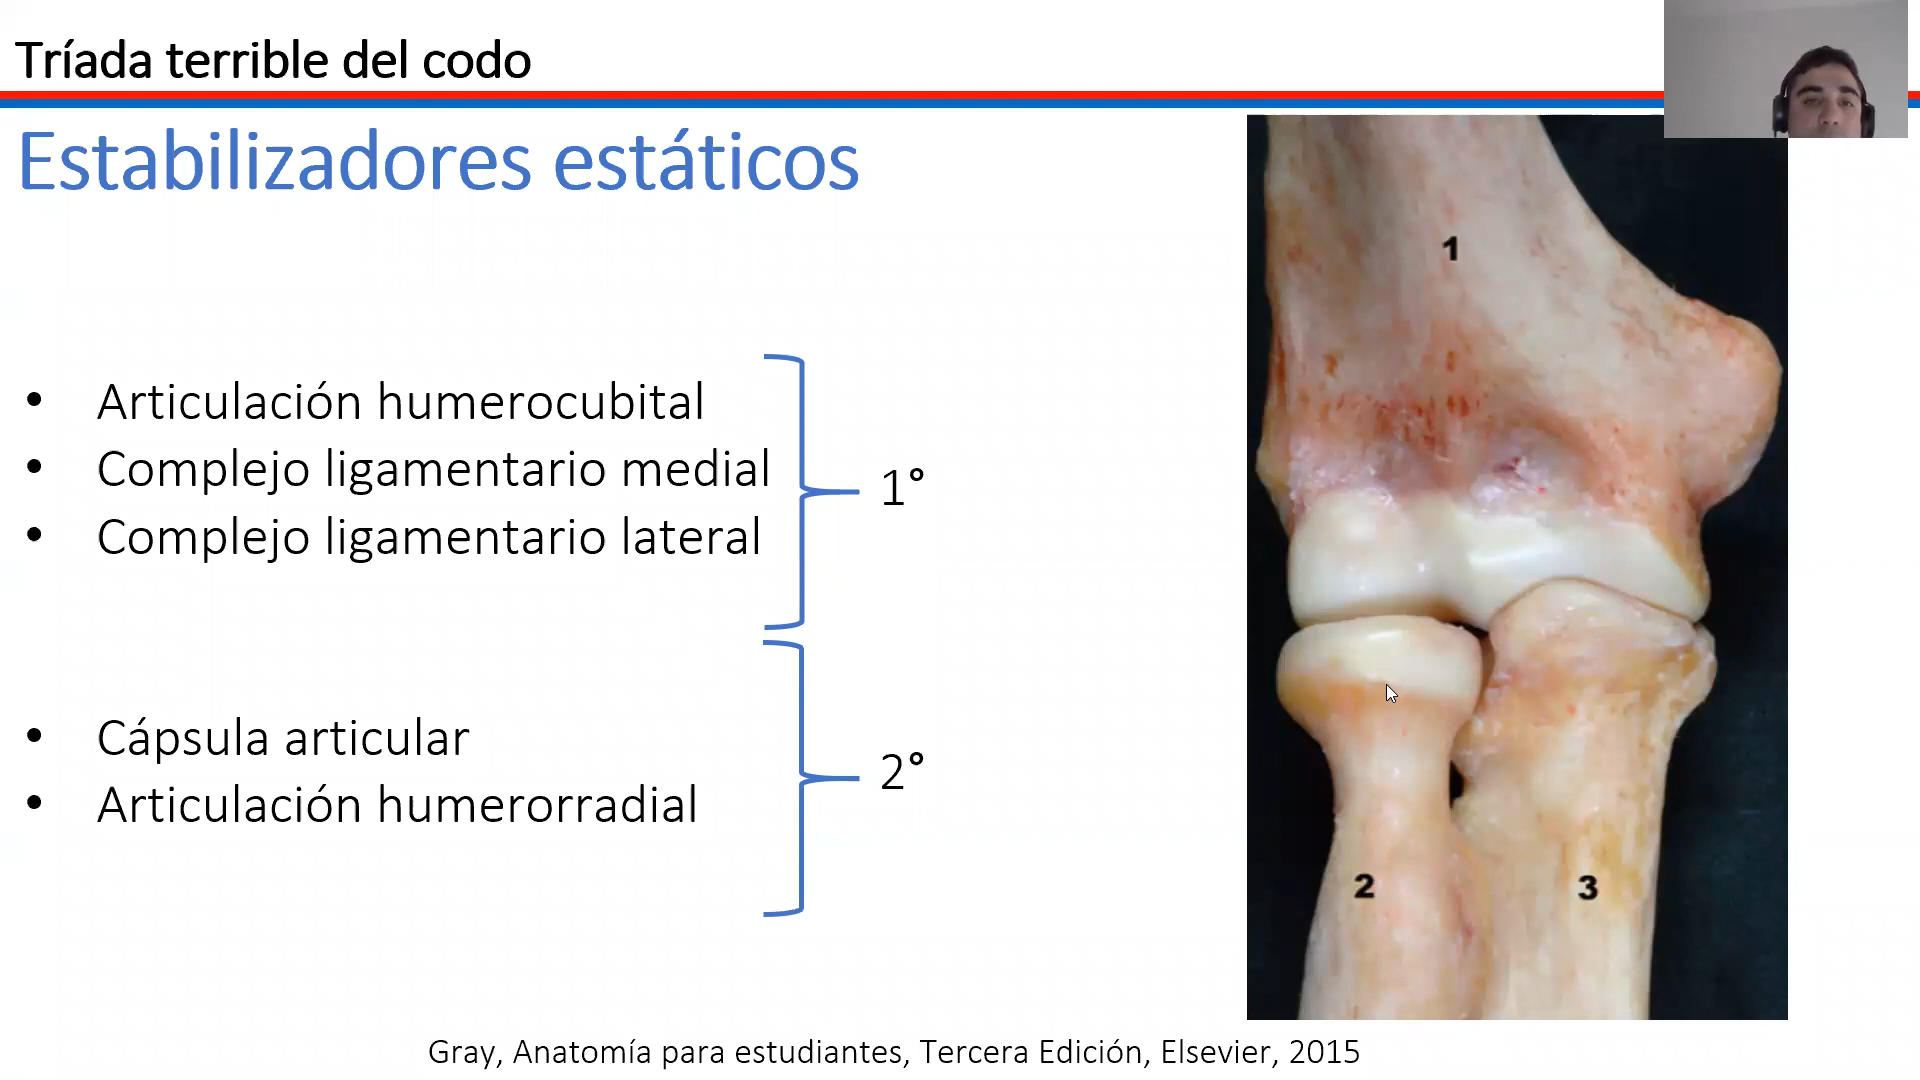 Tríada terrible del codo
Estabilizadores estáticos
• Articulación humerocubital
• Complejo ligamentario medial
• Complejo ligamentario lateral
1°
• Cápsula articular
• Articulación humerorradial
2°
1
2
3
Gray, Anatomía para estudiantes, Tercera Edición, Elsevier, 2015